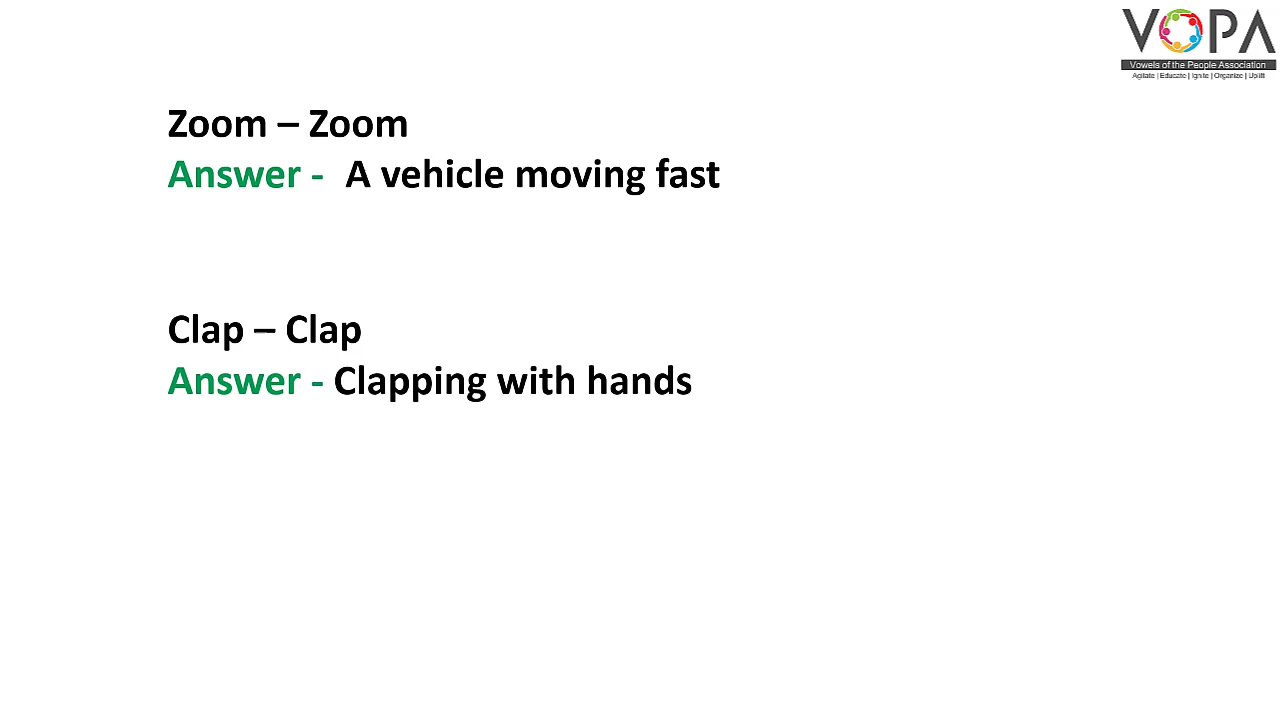 VOPA
Vowels of the People Association
Agitate | Educate | Ignite | Organize | Uplift
Zoom – Zoom
Answer - A vehicle moving fast
Clap – Clap
Answer - Clapping with hands